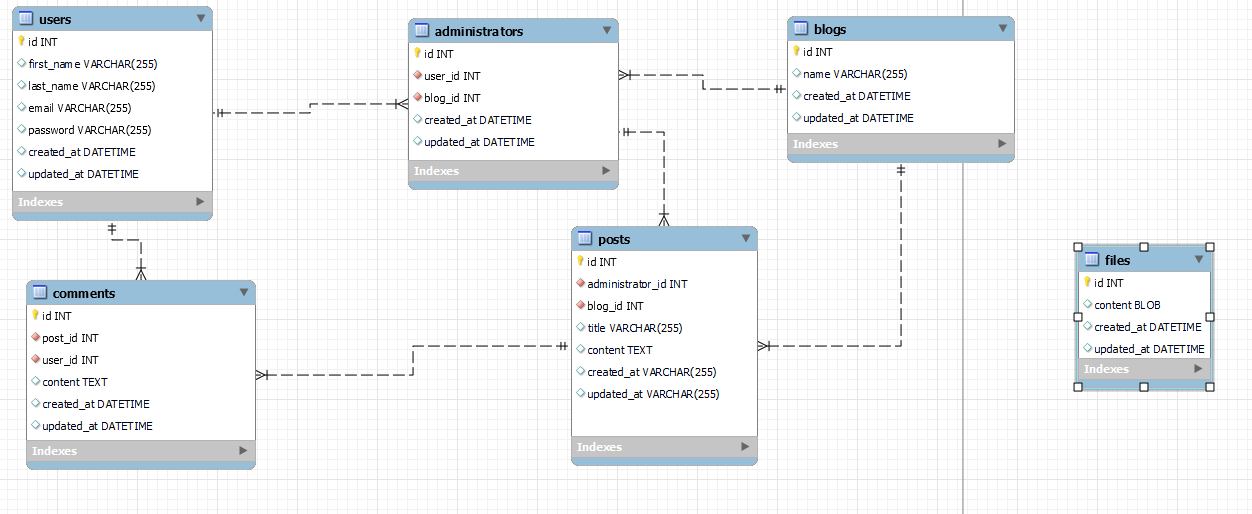 users
id INT
first_name VARCHAR(255)
last_name VARCHAR(255)
email VARCHAR(255)
password VARCHAR(255)
created_at DATETIME
updated_at DATETIME
Indexes
administrators
id INT
user_id INT
blog_id INT
created_at DATETIME
updated_at DATETIME
Indexes
blogs
id INT
name VARCHAR(255)
created_at DATETIME
updated_at DATETIME
Indexes
comments
id INT
post_id INT
user_id INT
content TEXT
created_at DATETIME
updated_at DATETIME
Indexes
posts
id INT
administrator_id INT
blog_id INT
title VARCHAR(255)
content TEXT
created_at VARCHAR(255)
updated_at VARCHAR(255)
Indexes
files
id INT
content BLOB
created_at DATETIME
updated_at DATETIME
Indexes